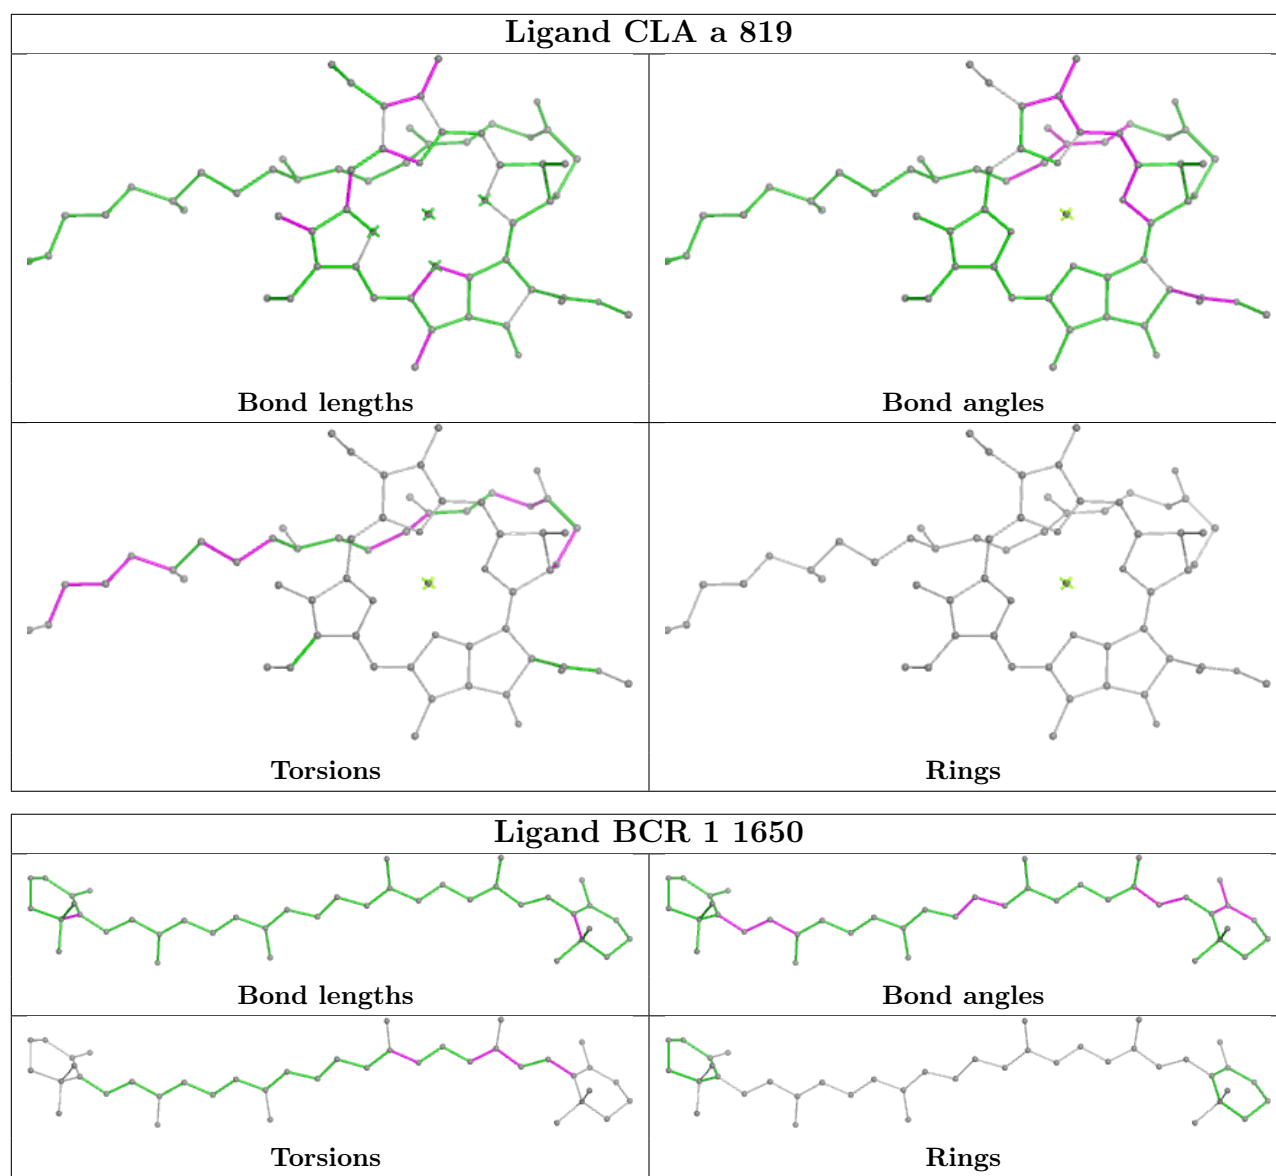 Ligand CLA a 819
Bond lengths
Bond angles
Torsions
Rings
Ligand BCR 1 1650
Bond lengths
Bond angles
Torsions
Rings